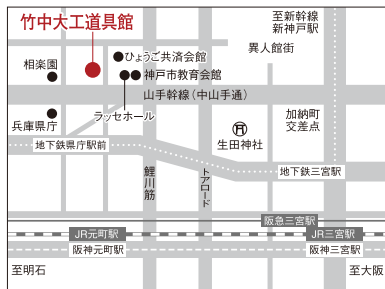 竹中大工道具館
至新幹線
新神戸駅
異人館街
ひょうご共済会館
相楽園
神戸市教育会館
山手幹線（中山手通）
ラッセホール
加納町
交差点
兵庫県庁
生田神社
地下鉄県庁駅前
地下鉄三宮駅
鯉川筋
トアロード
阪急三宮駅
JR元町駅
JR三宮駅
阪神元町駅
阪神三宮駅
至明石
至大阪